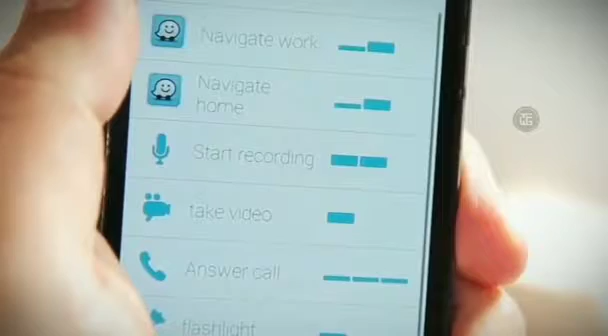 Navigate work
Navigate
home
Start recording
take video
Answer call
flashlight